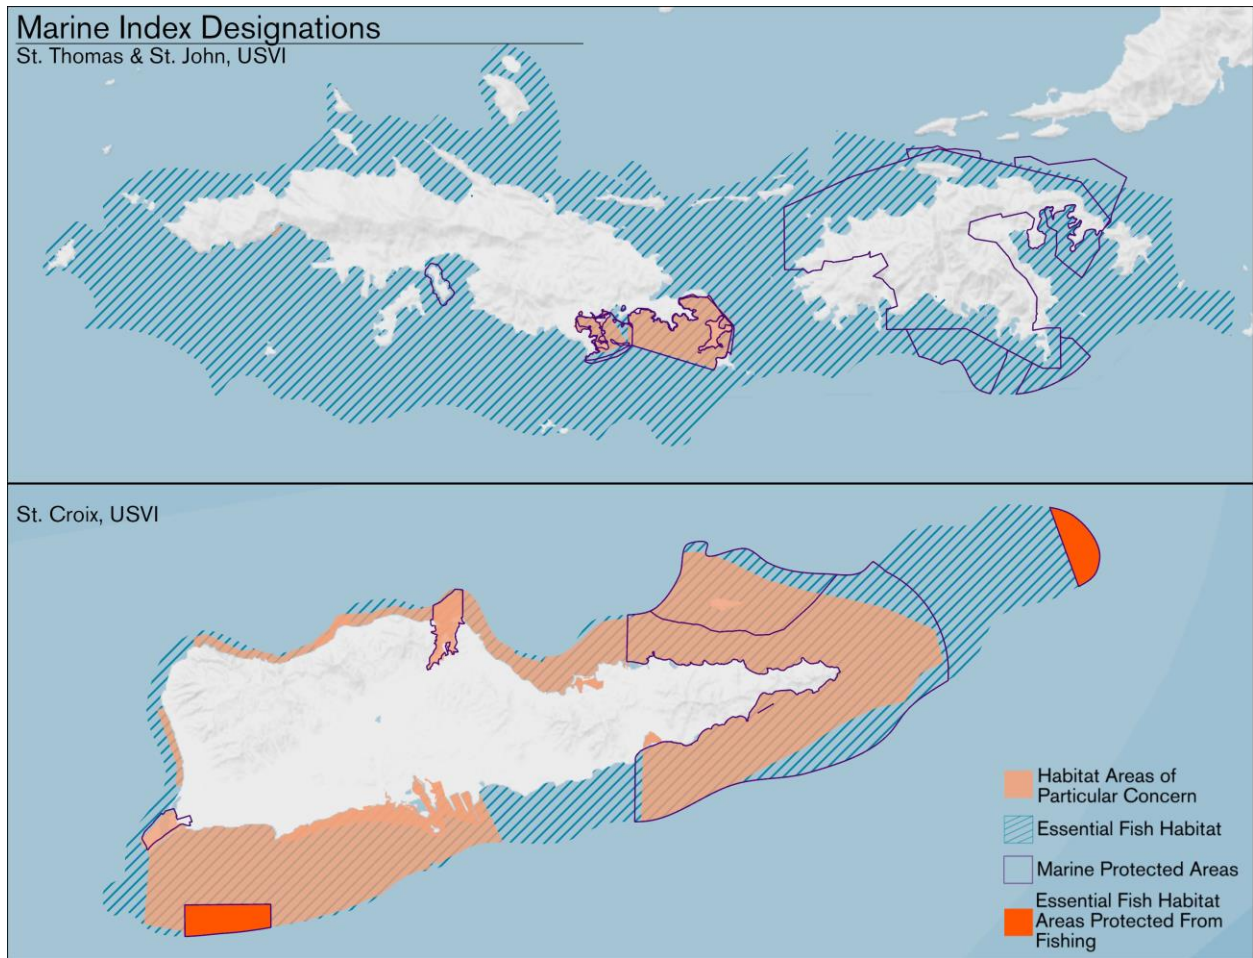 Marine Index Designations
St. Thomas & St. John, USVI
St. Croix, USVI
Habitat Areas of
Particular Concern
Essential Fish Habitat
Marine Protected Areas
Essential Fish Habitat
Areas Protected From
Fishing